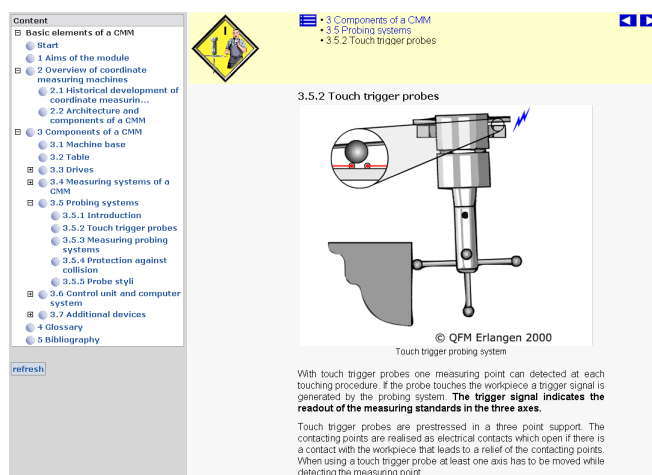 Content
Basic elements of a CMM
Start
1 Aims of the module
2 Overview of coordinate
measuring machines
2.1 Historical development of
coordinate measurin...
2.2 Architecture and
components of a CMM
3 Components of a CMM
3.1 Machine base
3.2 Table
3.3 Drives
3.4 Measuring systems of a
CMM
3.5 Probing systems
3.5.1 Introduction
3.5.2 Touch trigger probes
3.5.3 Measuring probing
systems
3.5.4 Protection against
collision
3.5.5 Probe styli
3.6 Control unit and computer
system
3.7 Additional devices
4 Glossary
5 Bibliography
refresh
I
• 3 Components of a CMM
• 3.5 Probing systems
• 3.5.2 Touch trigger probes
3.5.2 Touch trigger probes
© QFM Erlangen 2000
Touch trigger probing system
With touch trigger probes one measuring point can detected at each
touching procedure. If the probe touches the workpiece a trigger signal is
generated by the probing system. The trigger signal indicates the
readout of the measuring standards in the three axes.
Touch trigger probes are prestressed in a three point support. The
contacting points are realised as electrical contacts which open if there is
a contact with the workpiece that leads to a relief of the contacting points.
When using a touch trigger probe at least one axis has to be moved while
detecting the measuring point